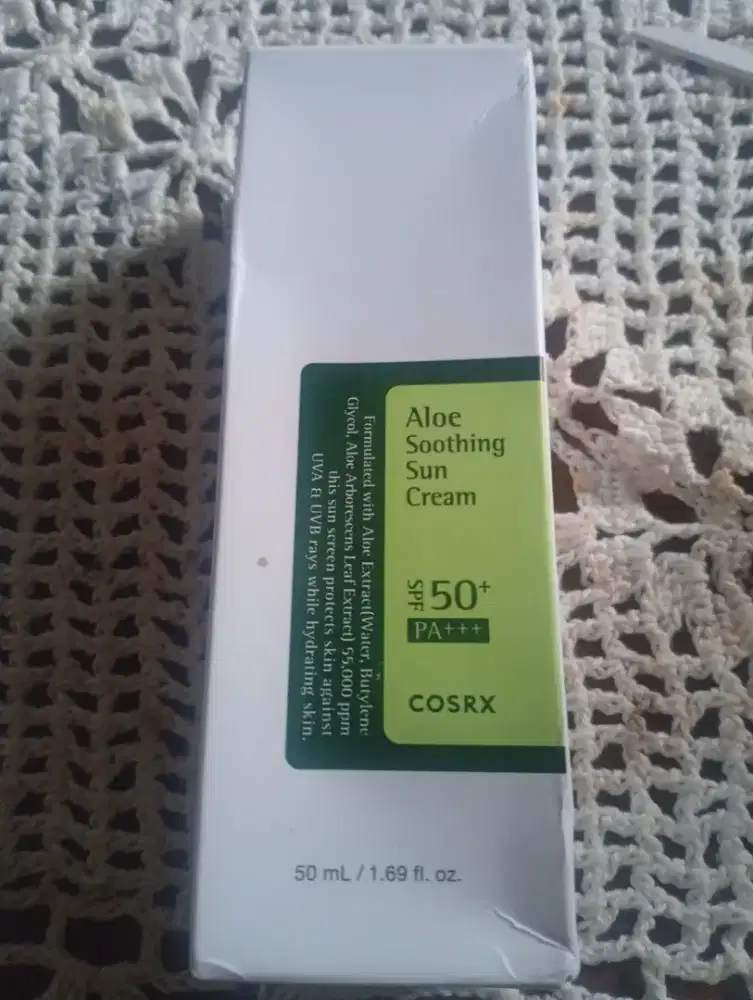 Aloe
Soothing
Sun
Cream
SPF 50+
PA+++
COSRX
Formulated with Aloe Extract(Water, Butylene
Glycol, Aloe Arborescens Leaf Extract) 55,000 ppm
this sun screen protects skin against
UVA & UVB rays while hydrating skin.
50 mL / 1.69 fl. oz.